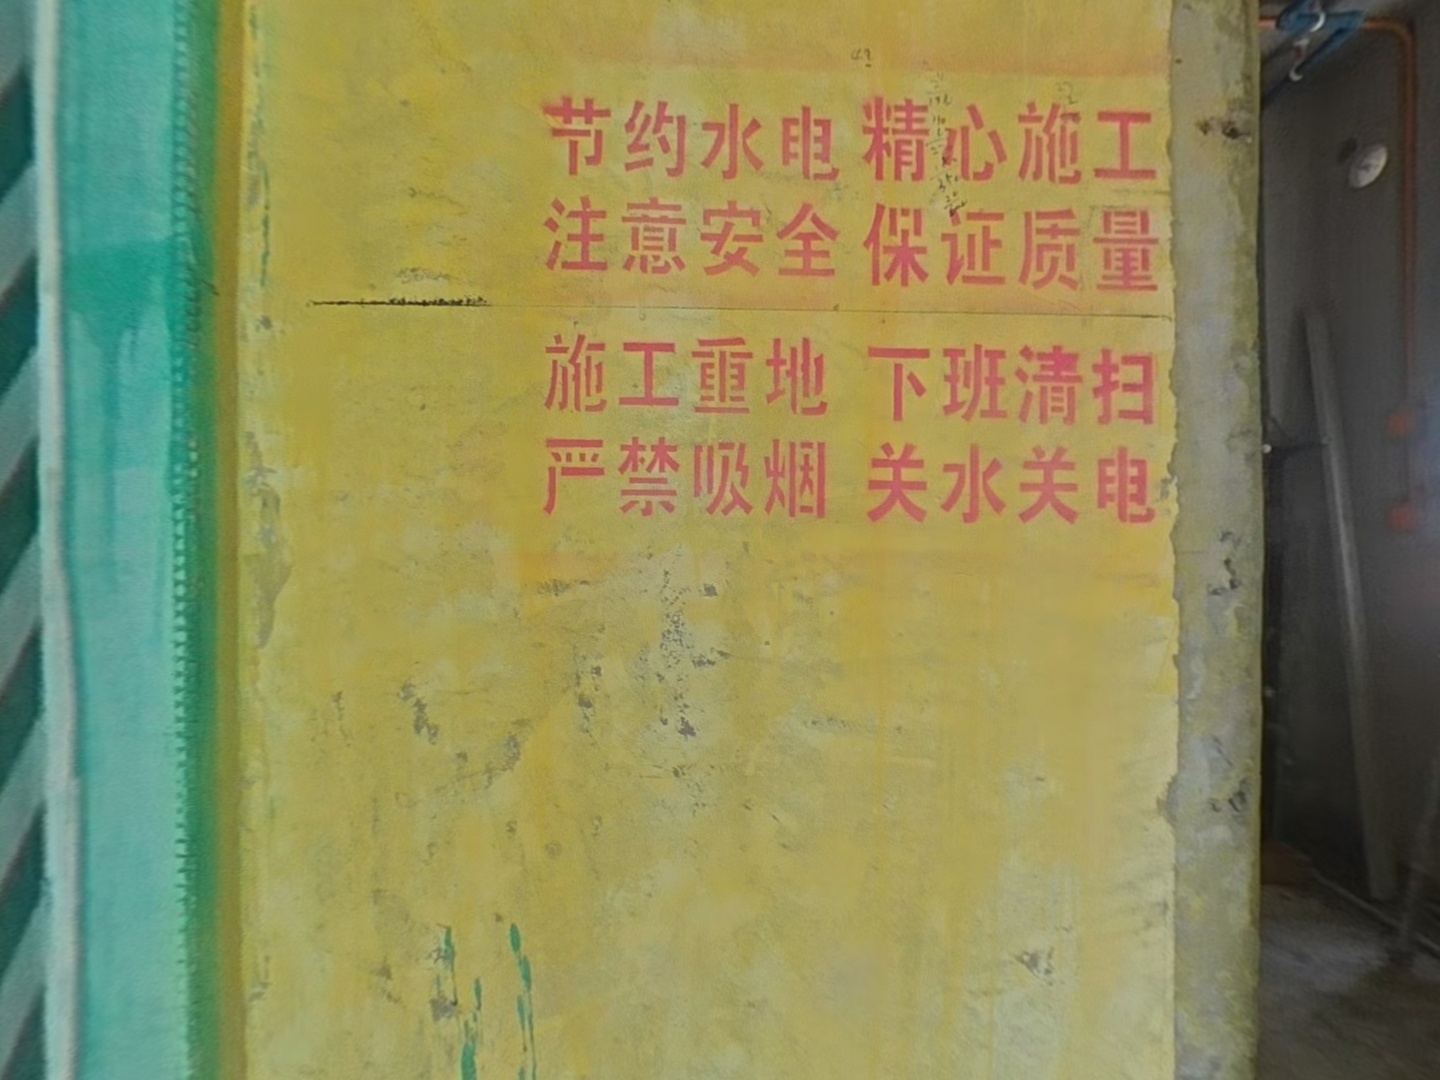 节约水电 精心施工
注意安全 保证质量
施工重地 下班清扫
严禁吸烟 关水关电